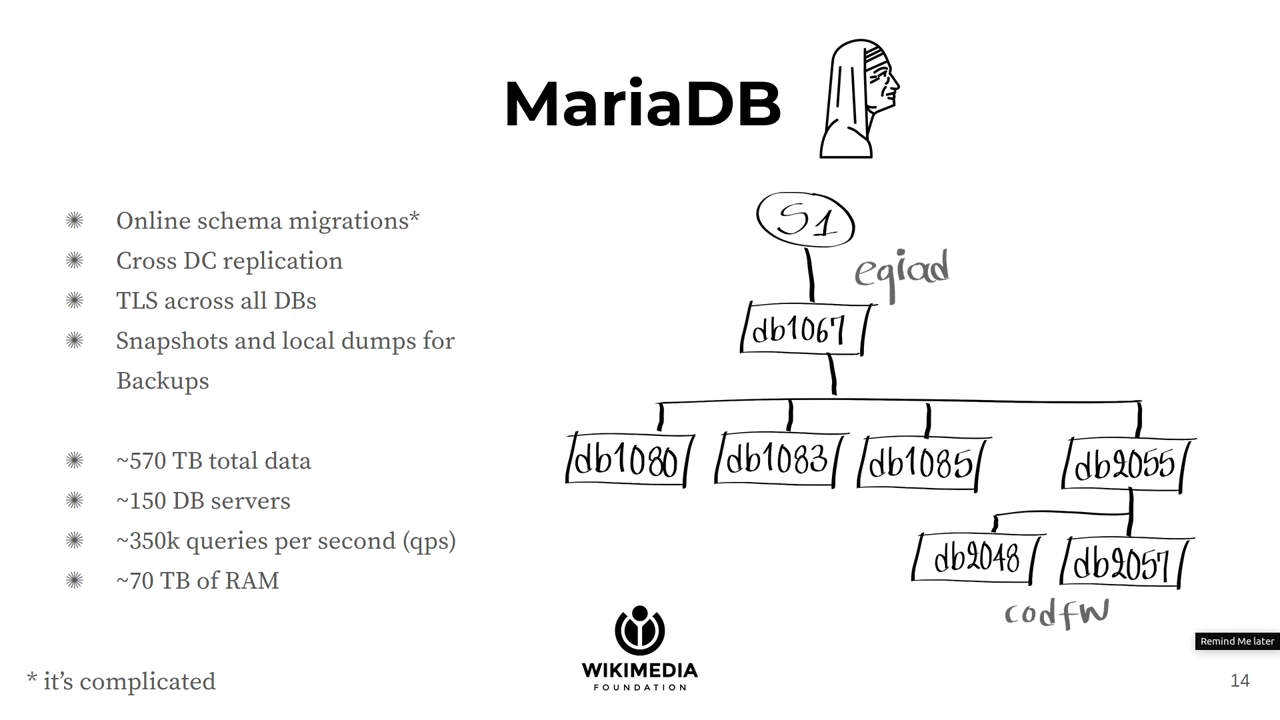 MariaDB
Online schema migrations*
Cross DC replication
TLS across all DBs
Snapshots and local dumps for
Backups
~570 TB total data
~150 DB servers
~350k queries per second (qps)
~70 TB of RAM
* it's complicated
S1
eqiad
db1067
db1080
db1083
db1085
db2055
db2048
db2057
codfw
WIKIMEDIA
FOUNDATION
Remind Me later
14